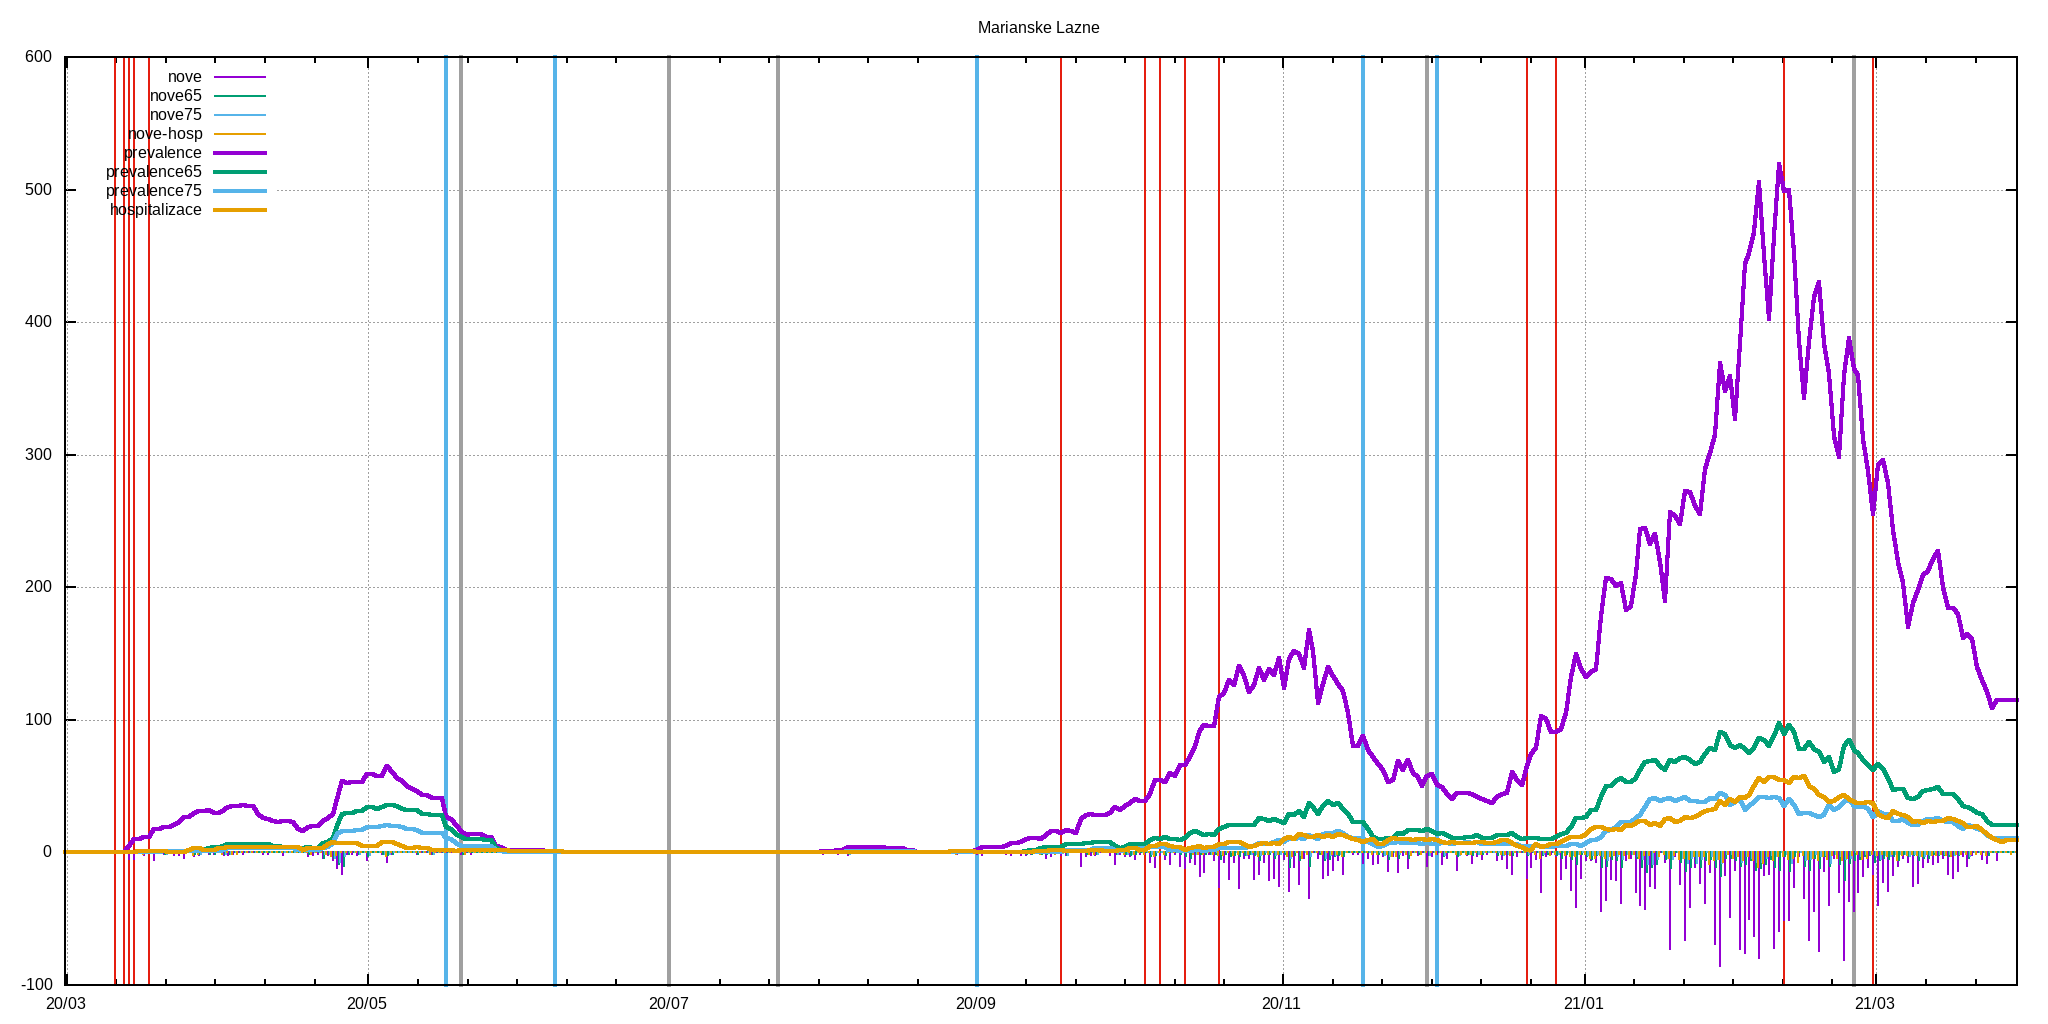 Marianske Lazne
600
500
400
300
200
100
0
-100
nove
nove65
nove75
nove-hosp
prevalence
prevalence65
prevalence75
hospitalizace
20/03 20/05 20/07 20/09 20/11 21/01 21/03